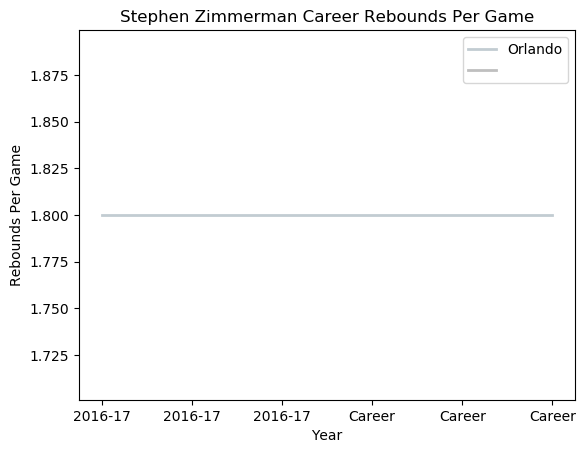 Stephen Zimmerman Career Rebounds Per Game
Orlando
1.875
1.850
1.825
1.800
1.775
1.750
1.725
Rebounds Per Game
2016-17 2016-17 2016-17 Career Career Career
Year